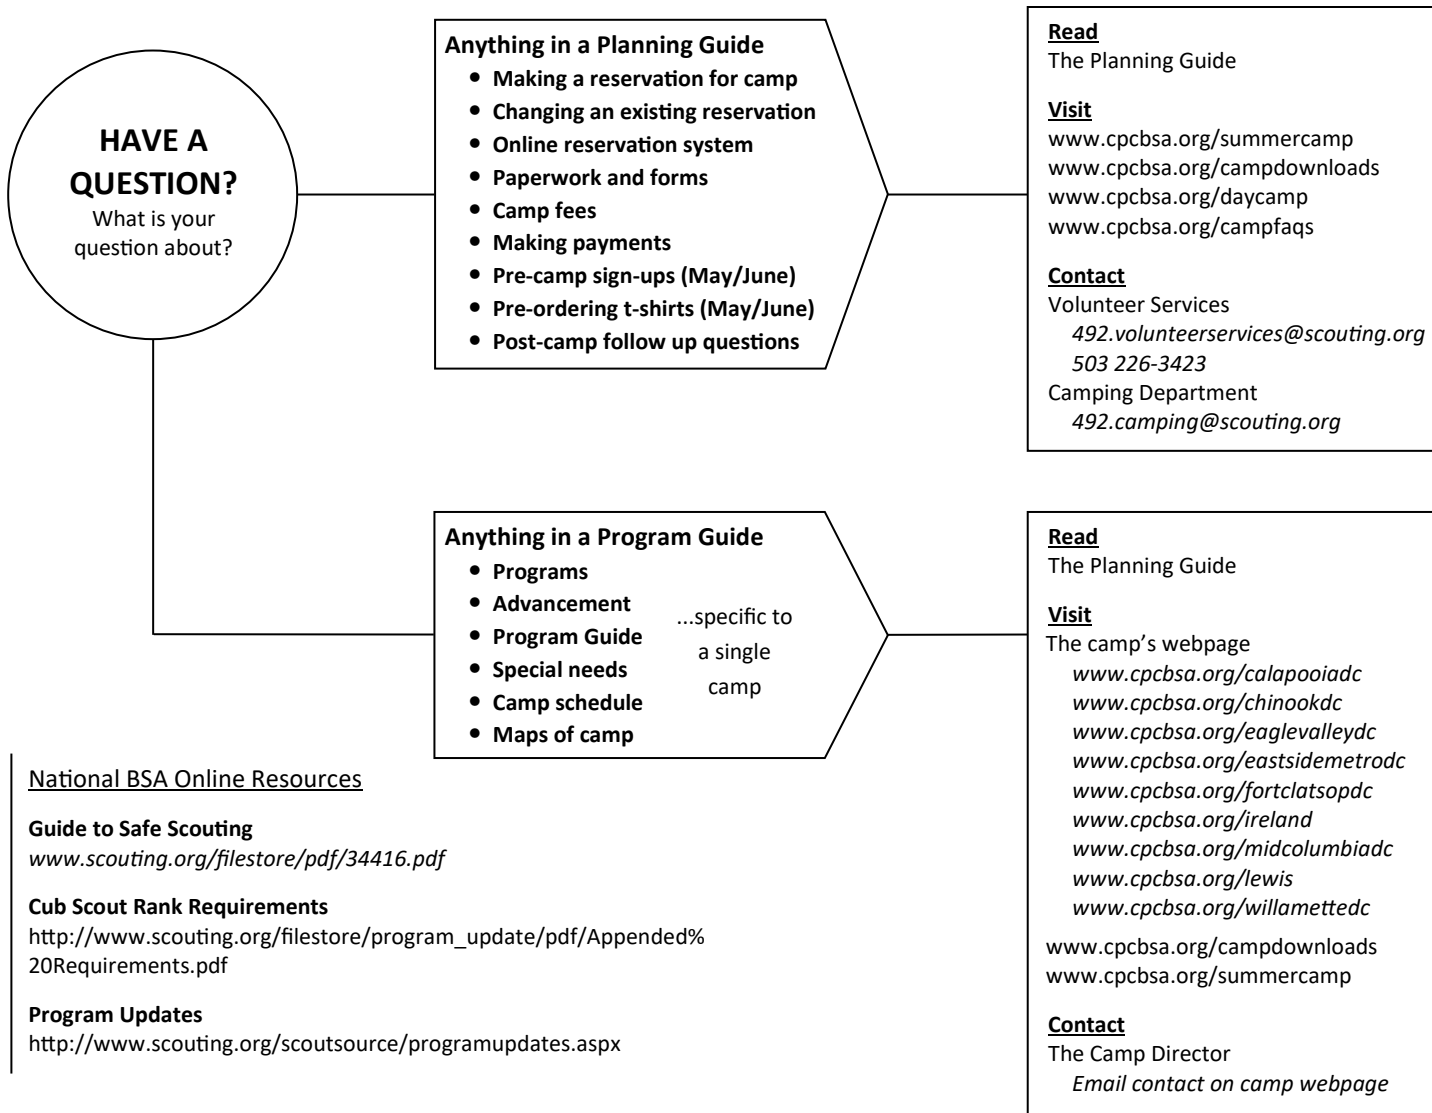 HAVE A
QUESTION?
What is your
question about?
Anything in a Planning Guide
• Making a reservation for camp
• Changing an existing reservation
• Online reservation system
• Paperwork and forms
• Camp fees
• Making payments
• Pre-camp sign-ups (May/June)
• Pre-ordering t-shirts (May/June)
• Post-camp follow up questions
Read
The Planning Guide
Visit
www.cpcbsa.org/summercamp
www.cpcbsa.org/campdownloads
www.cpcbsa.org/daycamp
www.cpcbsa.org/campfaqs
Contact
Volunteer Services
492.volunteerservices@scouting.org
503 226-3423
Camping Department
492.camping@scouting.org
Anything in a Program Guide
• Programs
• Advancement
• Program Guide
• Special needs
• Camp schedule
• Maps of camp
...specific to
a single
camp
Read
The Planning Guide
Visit
The camp’s webpage
www.cpcbsa.org/calapooiadc
www.cpcbsa.org/chinookdc
www.cpcbsa.org/eaglevalleydc
www.cpcbsa.org/eastsidemetrodc
www.cpcbsa.org/fortclatsopdc
www.cpcbsa.org/ireland
www.cpcbsa.org/midcolumbiadc
www.cpcbsa.org/lewis
www.cpcbsa.org/willamettedc
www.cpcbsa.org/campdownloads
www.cpcbsa.org/summercamp
Contact
The Camp Director
Email contact on camp webpage
National BSA Online Resources
Guide to Safe Scouting
www.scouting.org/filestore/pdf/34416.pdf
Cub Scout Rank Requirements
http://www.scouting.org/filestore/program_update/pdf/Appended%
20Requirements.pdf
Program Updates
http://www.scouting.org/scoutsource/programupdates.aspx